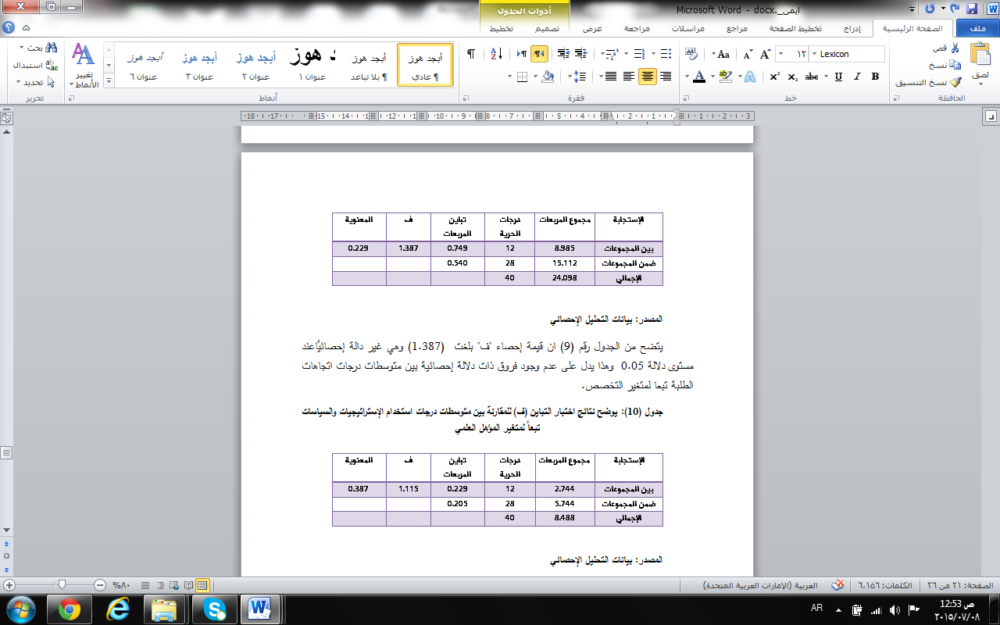 ايمن_.docx - Microsoft Word
أدوات الجدول
ملف الصفحة الرئيسية إدراج تخطيط الصفحة مراجع مراسلات مراجعة عرض تصميم تخطيط
لصق
قص
نسخ
نسخ التنسيق
الحافظة
Lexicon ١٢
خط
فقرة
أبجد هوز أبجد هوز د هوز أبجد هوز أبجد هوز أبجد هوز
¶ عادي ¶ بلا تباعد عنوان ١ عنوان ٢ عنوان ٣ عنوان ٦
تغيير الأنماط
أنماط
بحث
استبدال
تحديد
تحرير
الإستجابة مجموع المربعات درجات الحرية تباين المربعات ف المعنوية
بين المجموعات 8.985 12 0.749 1.387 0.229
ضمن المجموعات 15.112 28 0.540
الإجمالي 24.098 40
المصدر: بيانات التحليل الإحصائي
يتضح من الجدول رقم (9) ان قيمة إحصاء "ف" بلغت (1.387) وهي غير دالة إحصائيًّاعند
مستوى دلالة 0.05 وهذا يدل على عدم وجود فروق ذات دلالة إحصائية بين متوسطات درجات اتجاهات
الطلبة تبعا لمتغير التخصص.
جدول (10): يوضح نتائج اختبار التباين (ف) للمقارنة بين متوسطات درجات استخدام الإستراتيجيات والسياسات
تبعاً لمتغير المؤهل العلمي
الإستجابة مجموع المربعات درجات الحرية تباين المربعات ف المعنوية
بين المجموعات 2.744 12 0.229 1.115 0.387
ضمن المجموعات 5.744 28 0.205
الإجمالي 8.488 40
المصدر: بيانات التحليل الإحصائي
الصفحة: ٢١ من ٢٦ الكلمات: ٦،١٥٦ العربية (الإمارات العربية المتحدة) ٨٠%
AR
12:53 ص
٢٠١٥/٠٧/٠٨